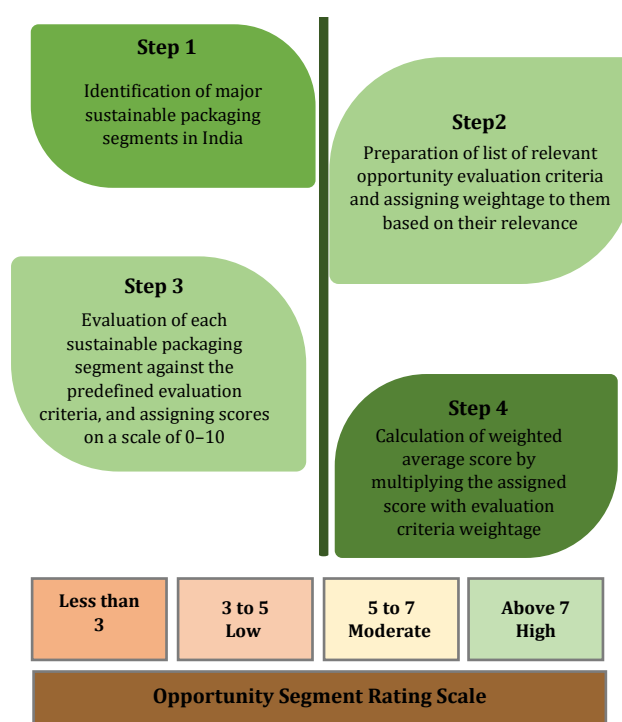 Step 1
Identification of major
sustainable packaging
segments in India
Step2
Preparation of list of relevant
opportunity evaluation criteria
and assigning weightage to them
based on their relevance
Step 3
Evaluation of each
sustainable packaging
segment against the
predefined evaluation
criteria, and assigning scores
on a scale of 0–10
Step 4
Calculation of weighted
average score by
multiplying the assigned
score with evaluation
criteria weightage
Less than
3
3 to 5
Low
5 to 7
Moderate
Above 7
High
Opportunity Segment Rating Scale